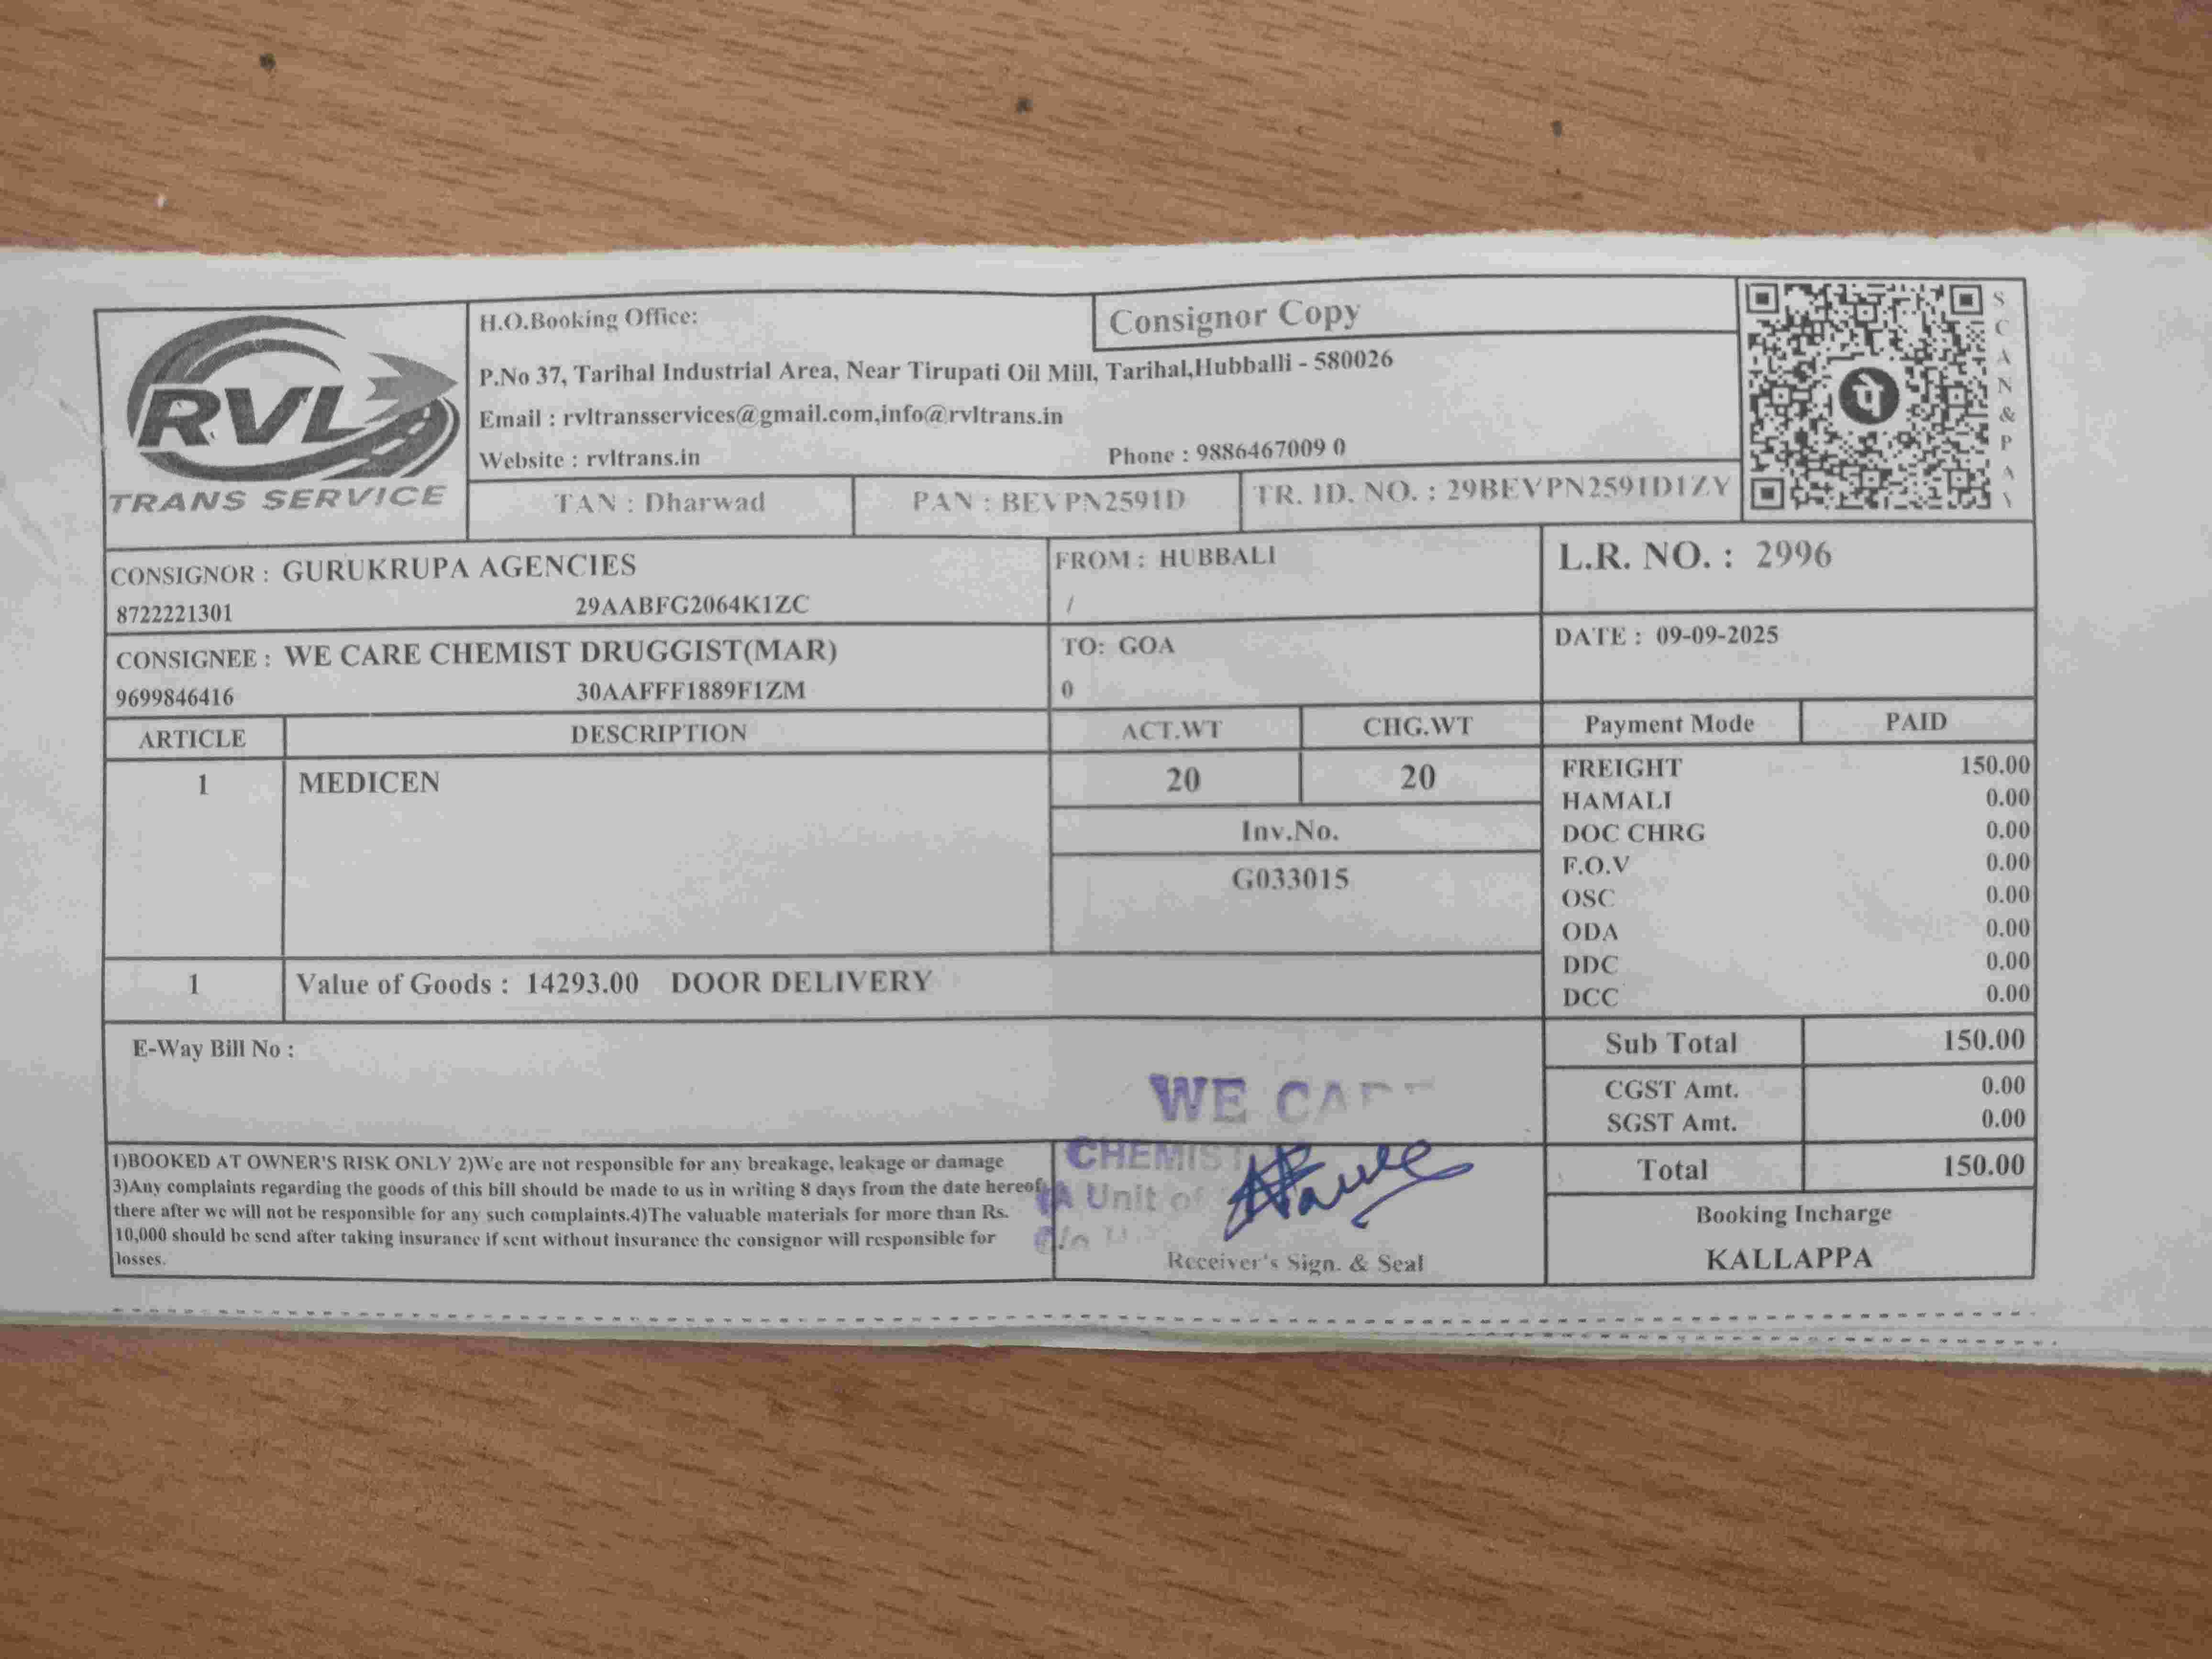 RVL
TRANS SERVICE
H.O.Booking Office:
Consignor Copy
P.No 37, Tarihal Industrial Area, Near Tirupati Oil Mill, Tarihal,Hubballi - 580026
Email : rvltransservices@gmail.com,info@rvltrans.in
Website : rvltrans.in Phone : 9886467009 0
TAN : Dharwad PAN : BEVPN2591D TR. ID. NO. : 29BEVPN2591D1ZY
पे
SCAN & PAY
CONSIGNOR : GURUKRUPA AGENCIES
8722221301 29AABFG2064K1ZC
FROM : HUBBALI
/
L.R. NO. : 2996
CONSIGNEE : WE CARE CHEMIST DRUGGIST(MAR)
9699846416 30AAFFF1889F1ZM
TO: GOA
0
DATE : 09-09-2025
ARTICLE DESCRIPTION ACT.WT CHG.WT Payment Mode PAID
1 MEDICEN 20 20
Inv.No.
G033015
FREIGHT 150.00
HAMALI 0.00
DOC CHRG 0.00
F.O.V 0.00
OSC 0.00
ODA 0.00
DDC 0.00
DCC 0.00
1 Value of Goods : 14293.00 DOOR DELIVERY
E-Way Bill No :
Sub Total 150.00
CGST Amt. 0.00
SGST Amt. 0.00
Total 150.00
1)BOOKED AT OWNER'S RISK ONLY 2)We are not responsible for any breakage, leakage or damage
3)Any complaints regarding the goods of this bill should be made to us in writing 8 days from the date hereof
there after we will not be responsible for any such complaints.4)The valuable materials for more than Rs.
10,000 should be send after taking insurance if sent without insurance the consignor will responsible for
losses.
WE
CHEMIST
A Unit of
Receiver's Sign. & Seal
Booking Incharge
KALLAPPA